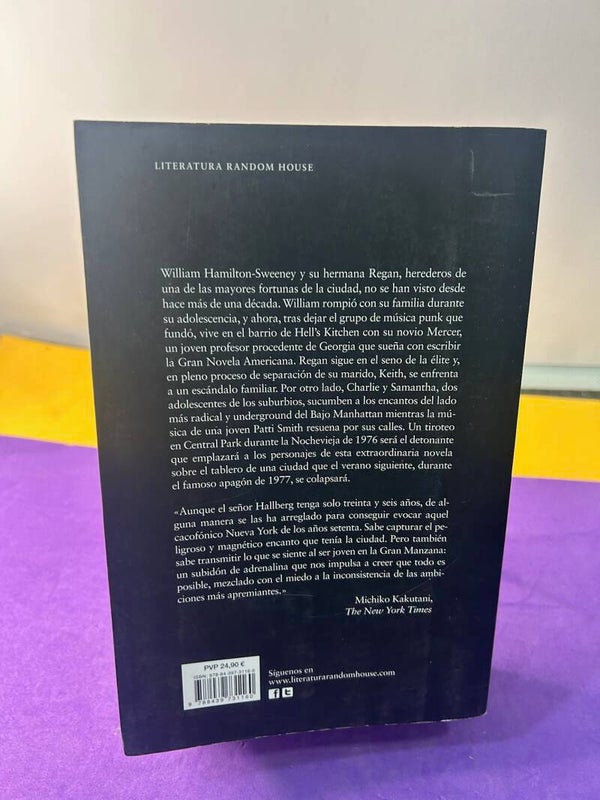 LITERATURA RANDOM HOUSE
William Hamilton-Sweeney y su hermana Regan, herederos de
una de las mayores fortunas de la ciudad, no se han visto desde
hace más de una década. William rompió con su familia durante
su adolescencia, y ahora, tras dejar el grupo de música punk que
fundó, vive en el barrio de Hell's Kitchen con su novio Mercer,
un joven profesor procedente de Georgia que sueña con escribir
la Gran Novela Americana. Regan sigue en el seno de la élite y,
en pleno proceso de separación de su marido, Keith, se enfrenta
a un escándalo familiar. Por otro lado, Charlie y Samantha, dos
adolescentes de los suburbios, sucumben a los encantos del lado
más radical y underground del Bajo Manhattan mientras la mú-
sica de una joven Patti Smith resuena por sus calles. Un tiroteo
en Central Park durante la Nochevieja de 1976 será el detonante
que emplazará a los personajes de esta extraordinaria novela
sobre el tablero de una ciudad que el verano siguiente, durante
el famoso apagón de 1977, se colapsará.
«Aunque el señor Hallberg tenga solo treinta y seis años, de al-
guna manera se las ha arreglado para conseguir evocar aquel
cacofónico Nueva York de los años setenta. Sabe capturar el pe-
ligroso y magnético encanto que tenía la ciudad. Pero también
sabe transmitir lo que se siente al ser joven en la Gran Manzana:
un subidón de adrenalina que nos impulsa a creer que todo es
posible, mezclado con el miedo a la inconsistencia de las ambi-
ciones más apremiantes.»
Michiko Kakutani,
The New York Times
PVP 24,90 €
ISBN: 978-84-397-3116-0
9 788439 731160
Síguenos en
www.literaturarandomhouse.com